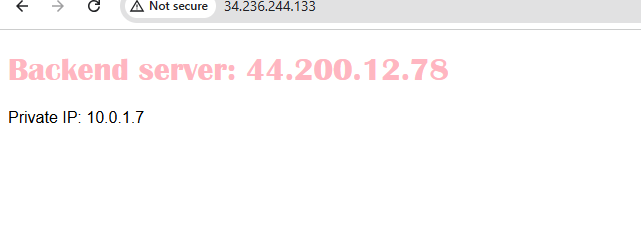 Not secure 34.236.244.133
Backend server: 44.200.12.78
Private IP: 10.0.1.7